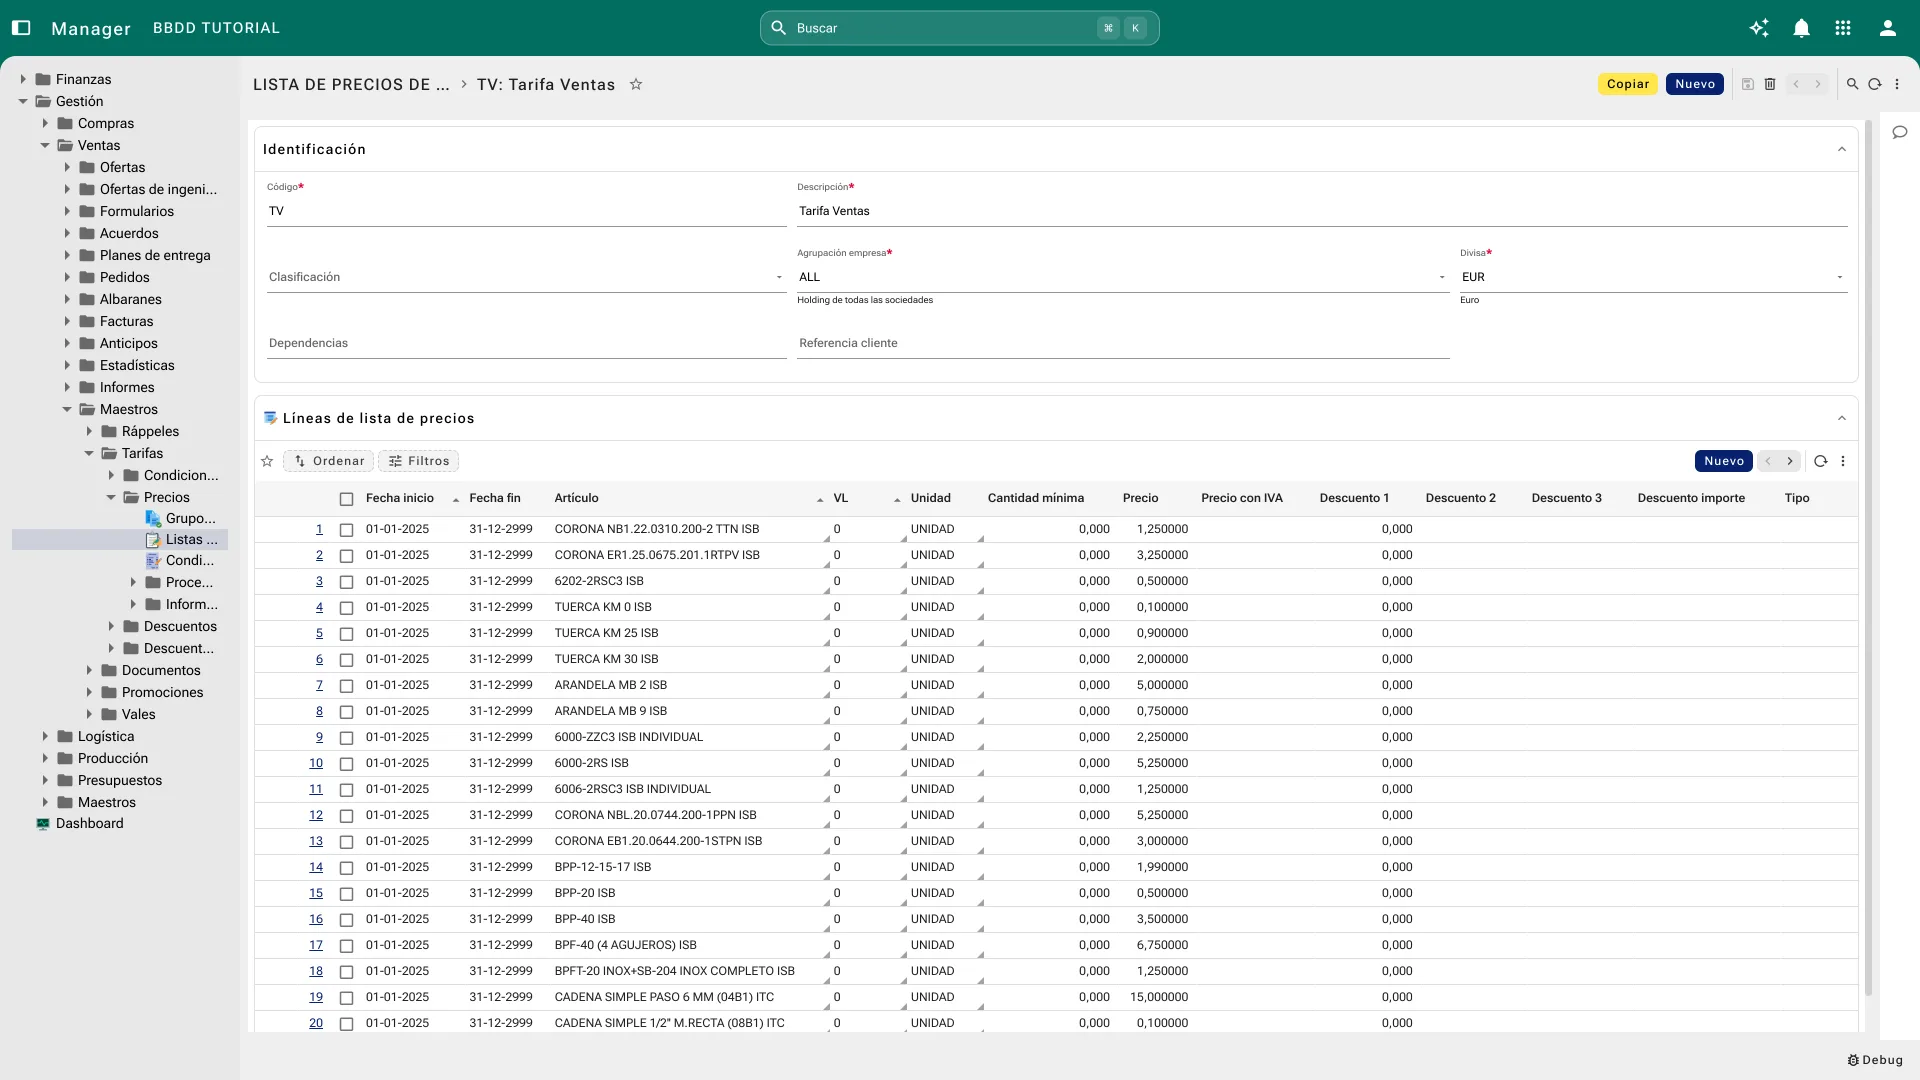 Manager BBDD TUTORIAL
Buscar ⌘ K
Finanzas
Gestión
Compras
Ventas
Ofertas
Ofertas de ingeni...
Formularios
Acuerdos
Planes de entrega
Pedidos
Albaranes
Facturas
Anticipos
Estadísticas
Informes
Maestros
Ráppeles
Tarifas
Condicion...
Precios
Grupo...
Listas ...
Condi...
Proce...
Inform...
Descuentos
Descuent...
Documentos
Promociones
Vales
Logística
Producción
Presupuestos
Maestros
Dashboard
LISTA DE PRECIOS DE ... > TV: Tarifa Ventas
Copiar Nuevo
Identificación
Código* Descripción*
TV Tarifa Ventas
Agrupación empresa* Divisa*
Clasificación ALL EUR
Holding de todas las sociedades Euro
Dependencias Referencia cliente
Líneas de lista de precios
Ordenar Filtros Nuevo
Fecha inicio Fecha fin Artículo VL Unidad Cantidad mínima Precio Precio con IVA Descuento 1 Descuento 2 Descuento 3 Descuento importe Tipo
1 01-01-2025 31-12-2999 CORONA NB1.22.0310.200-2 TTN ISB 0 UNIDAD 0,000 1,250000 0,000
2 01-01-2025 31-12-2999 CORONA ER1.25.0675.201.1RTPV ISB 0 UNIDAD 0,000 3,250000 0,000
3 01-01-2025 31-12-2999 6202-2RSC3 ISB 0 UNIDAD 0,000 0,500000 0,000
4 01-01-2025 31-12-2999 TUERCA KM 0 ISB 0 UNIDAD 0,000 0,100000 0,000
5 01-01-2025 31-12-2999 TUERCA KM 25 ISB 0 UNIDAD 0,000 0,900000 0,000
6 01-01-2025 31-12-2999 TUERCA KM 30 ISB 0 UNIDAD 0,000 2,000000 0,000
7 01-01-2025 31-12-2999 ARANDELA MB 2 ISB 0 UNIDAD 0,000 5,000000 0,000
8 01-01-2025 31-12-2999 ARANDELA MB 9 ISB 0 UNIDAD 0,000 0,750000 0,000
9 01-01-2025 31-12-2999 6000-ZZC3 ISB INDIVIDUAL 0 UNIDAD 0,000 2,250000 0,000
10 01-01-2025 31-12-2999 6000-2RS ISB 0 UNIDAD 0,000 5,250000 0,000
11 01-01-2025 31-12-2999 6006-2RSC3 ISB INDIVIDUAL 0 UNIDAD 0,000 1,250000 0,000
12 01-01-2025 31-12-2999 CORONA NBL.20.0744.200-1PPN ISB 0 UNIDAD 0,000 5,250000 0,000
13 01-01-2025 31-12-2999 CORONA EB1.20.0644.200-1STPN ISB 0 UNIDAD 0,000 3,000000 0,000
14 01-01-2025 31-12-2999 BPP-12-15-17 ISB 0 UNIDAD 0,000 1,990000 0,000
15 01-01-2025 31-12-2999 BPP-20 ISB 0 UNIDAD 0,000 0,500000 0,000
16 01-01-2025 31-12-2999 BPP-40 ISB 0 UNIDAD 0,000 3,500000 0,000
17 01-01-2025 31-12-2999 BPF-40 (4 AGUJEROS) ISB 0 UNIDAD 0,000 6,750000 0,000
18 01-01-2025 31-12-2999 BPFT-20 INOX+SB-204 INOX COMPLETO ISB 0 UNIDAD 0,000 1,250000 0,000
19 01-01-2025 31-12-2999 CADENA SIMPLE PASO 6 MM (04B1) ITC 0 UNIDAD 0,000 15,000000 0,000
20 01-01-2025 31-12-2999 CADENA SIMPLE 1/2" M.RECTA (08B1) ITC 0 UNIDAD 0,000 0,100000 0,000
Debug